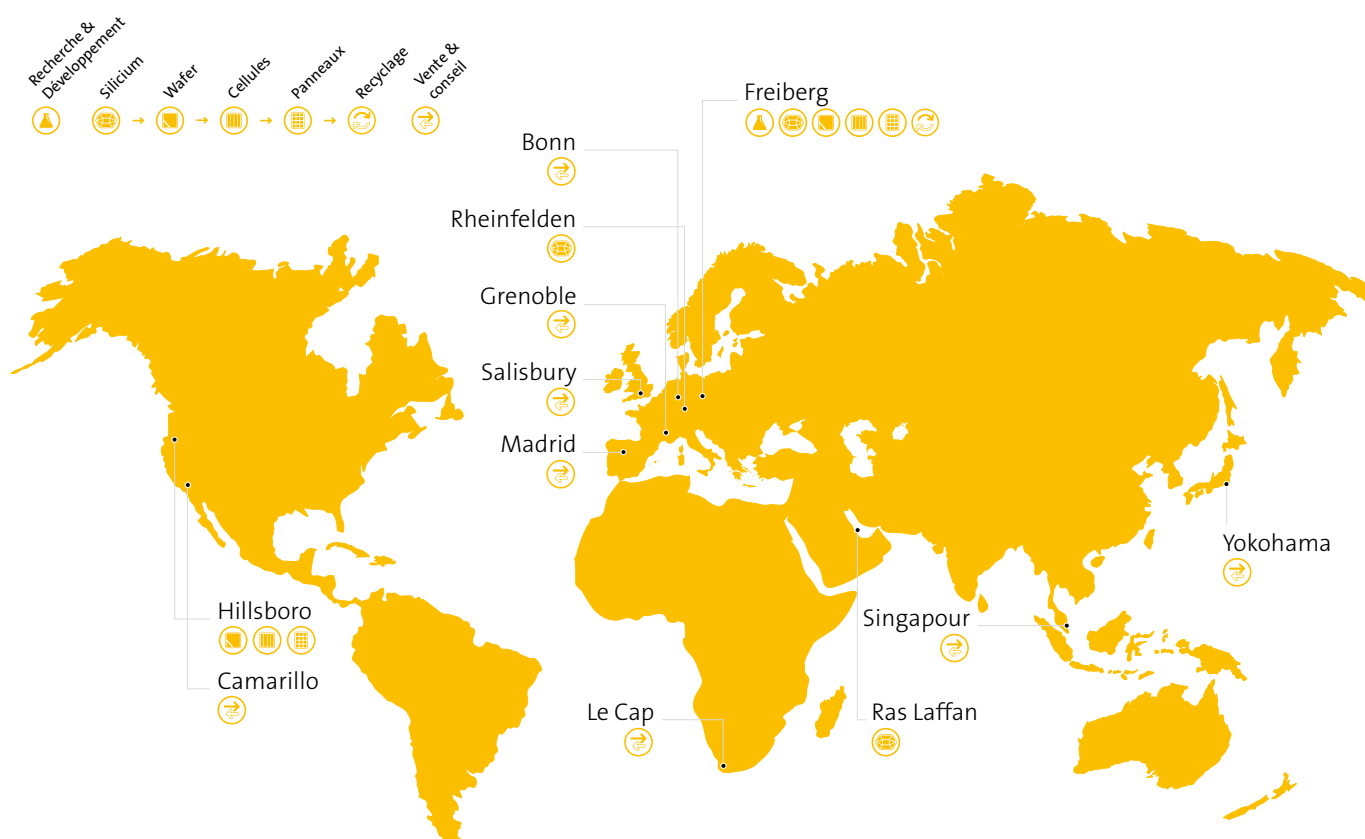 Recherche &
Développement
Silicium
Wafer
Cellules
Panneaux
Recyclage
Vente &
conseil
Freiberg
Bonn
Rheinfelden
Grenoble
Salisbury
Madrid
Yokohama
Hillsboro
Singapour
Camarillo
Le Cap
Ras Laffan